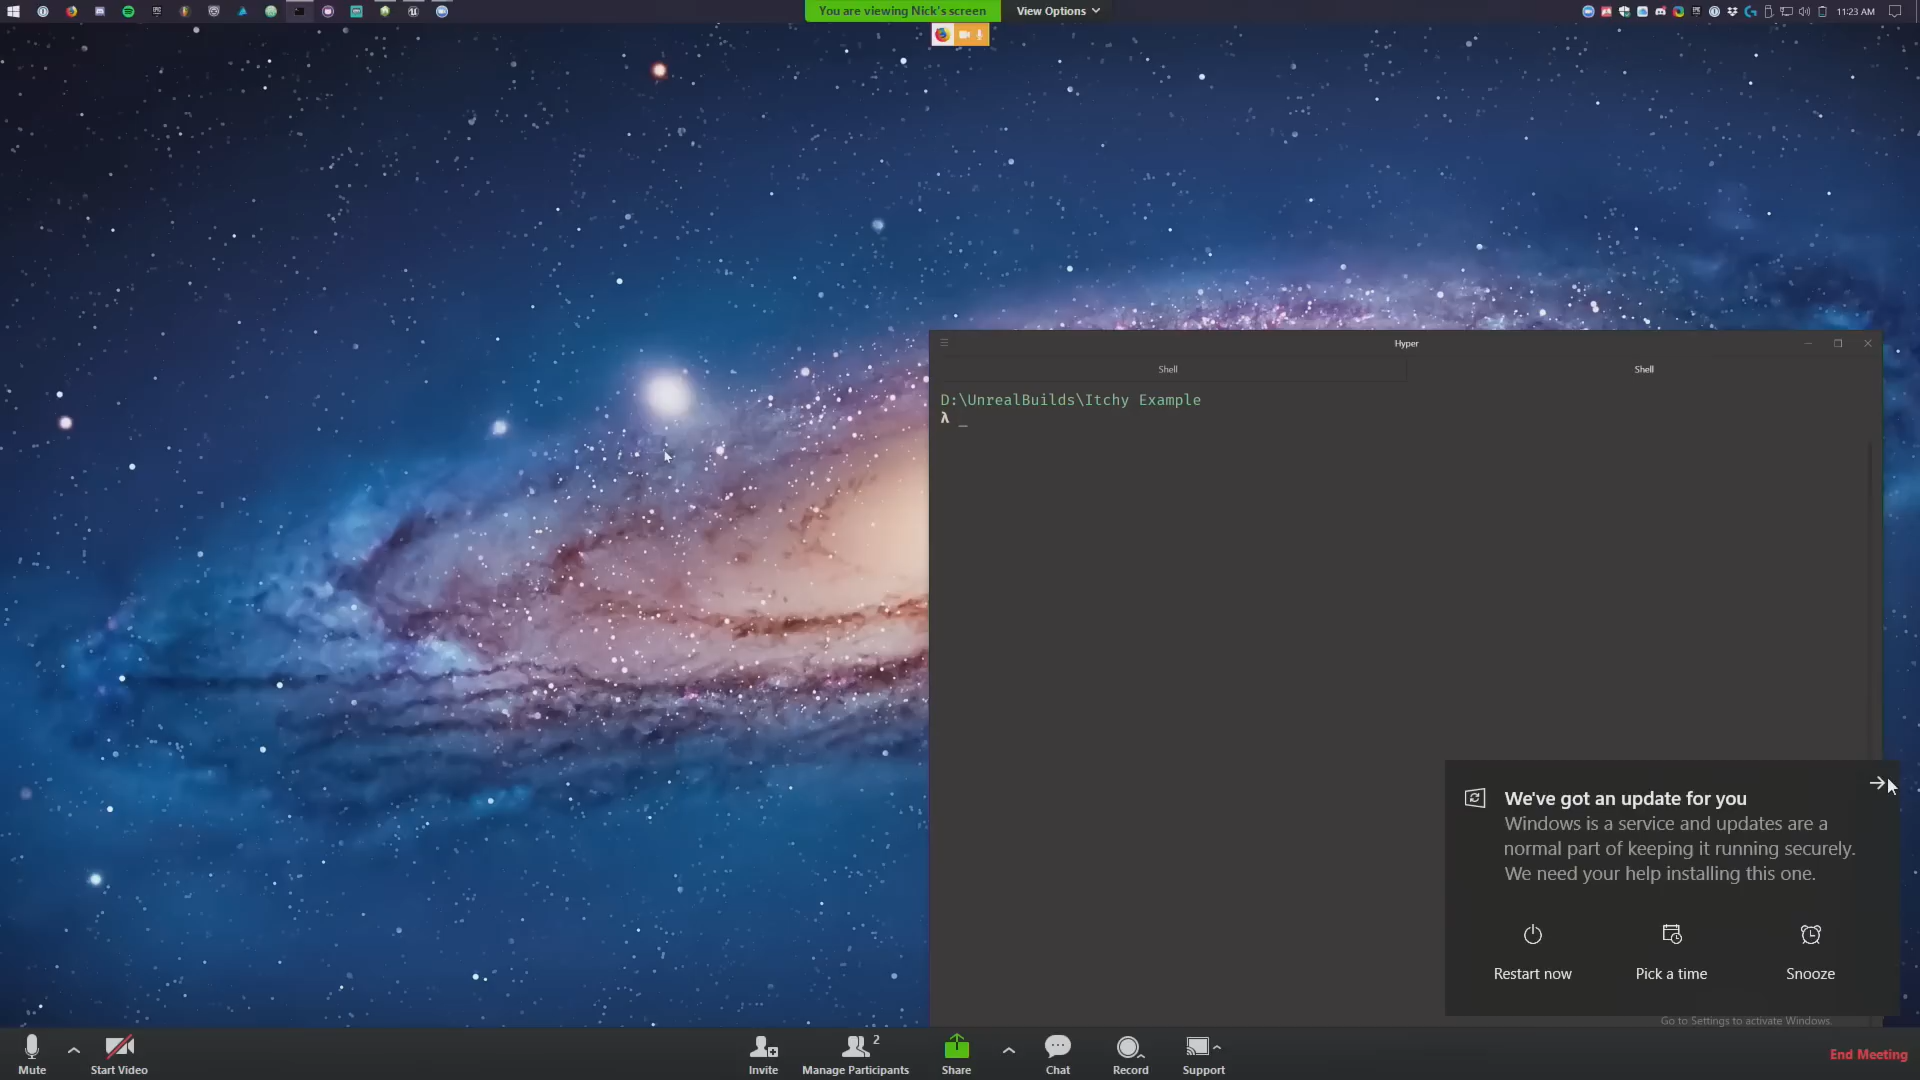 You are viewing Nick's screen
View Options
11:23 AM
Hyper
Shell
Shell
D:\UnrealBuilds\Itchy Example
λ _
We've got an update for you
Windows is a service and updates are a
normal part of keeping it running securely.
We need your help installing this one.
Restart now
Pick a time
Snooze
Go to Settings to activate Windows.
Mute
Start Video
Invite
2
Manage Participants
Share
Chat
Record
Support
End Meeting